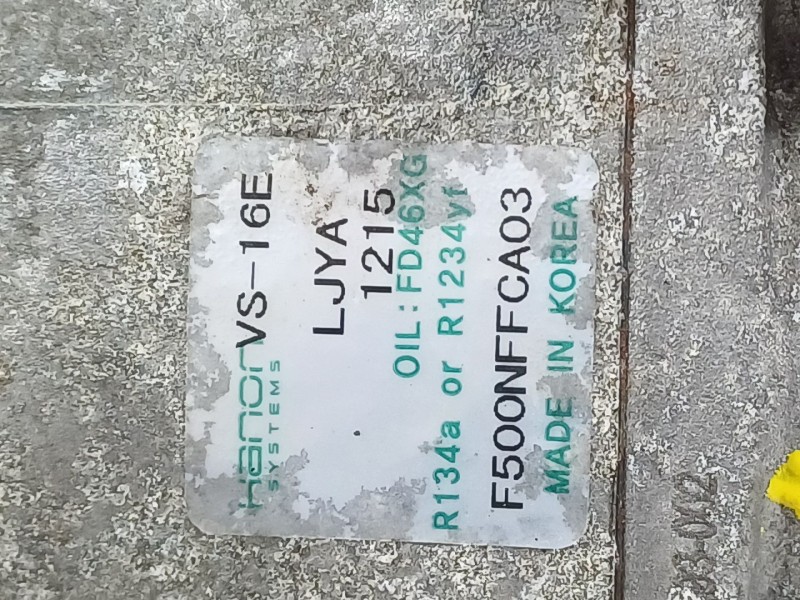 hanon VS-16E
SYSTEMS
LJYA
1215
OIL: FD46XG
R134a or R1234yf
F500NFFCA03
MADE IN KOREA